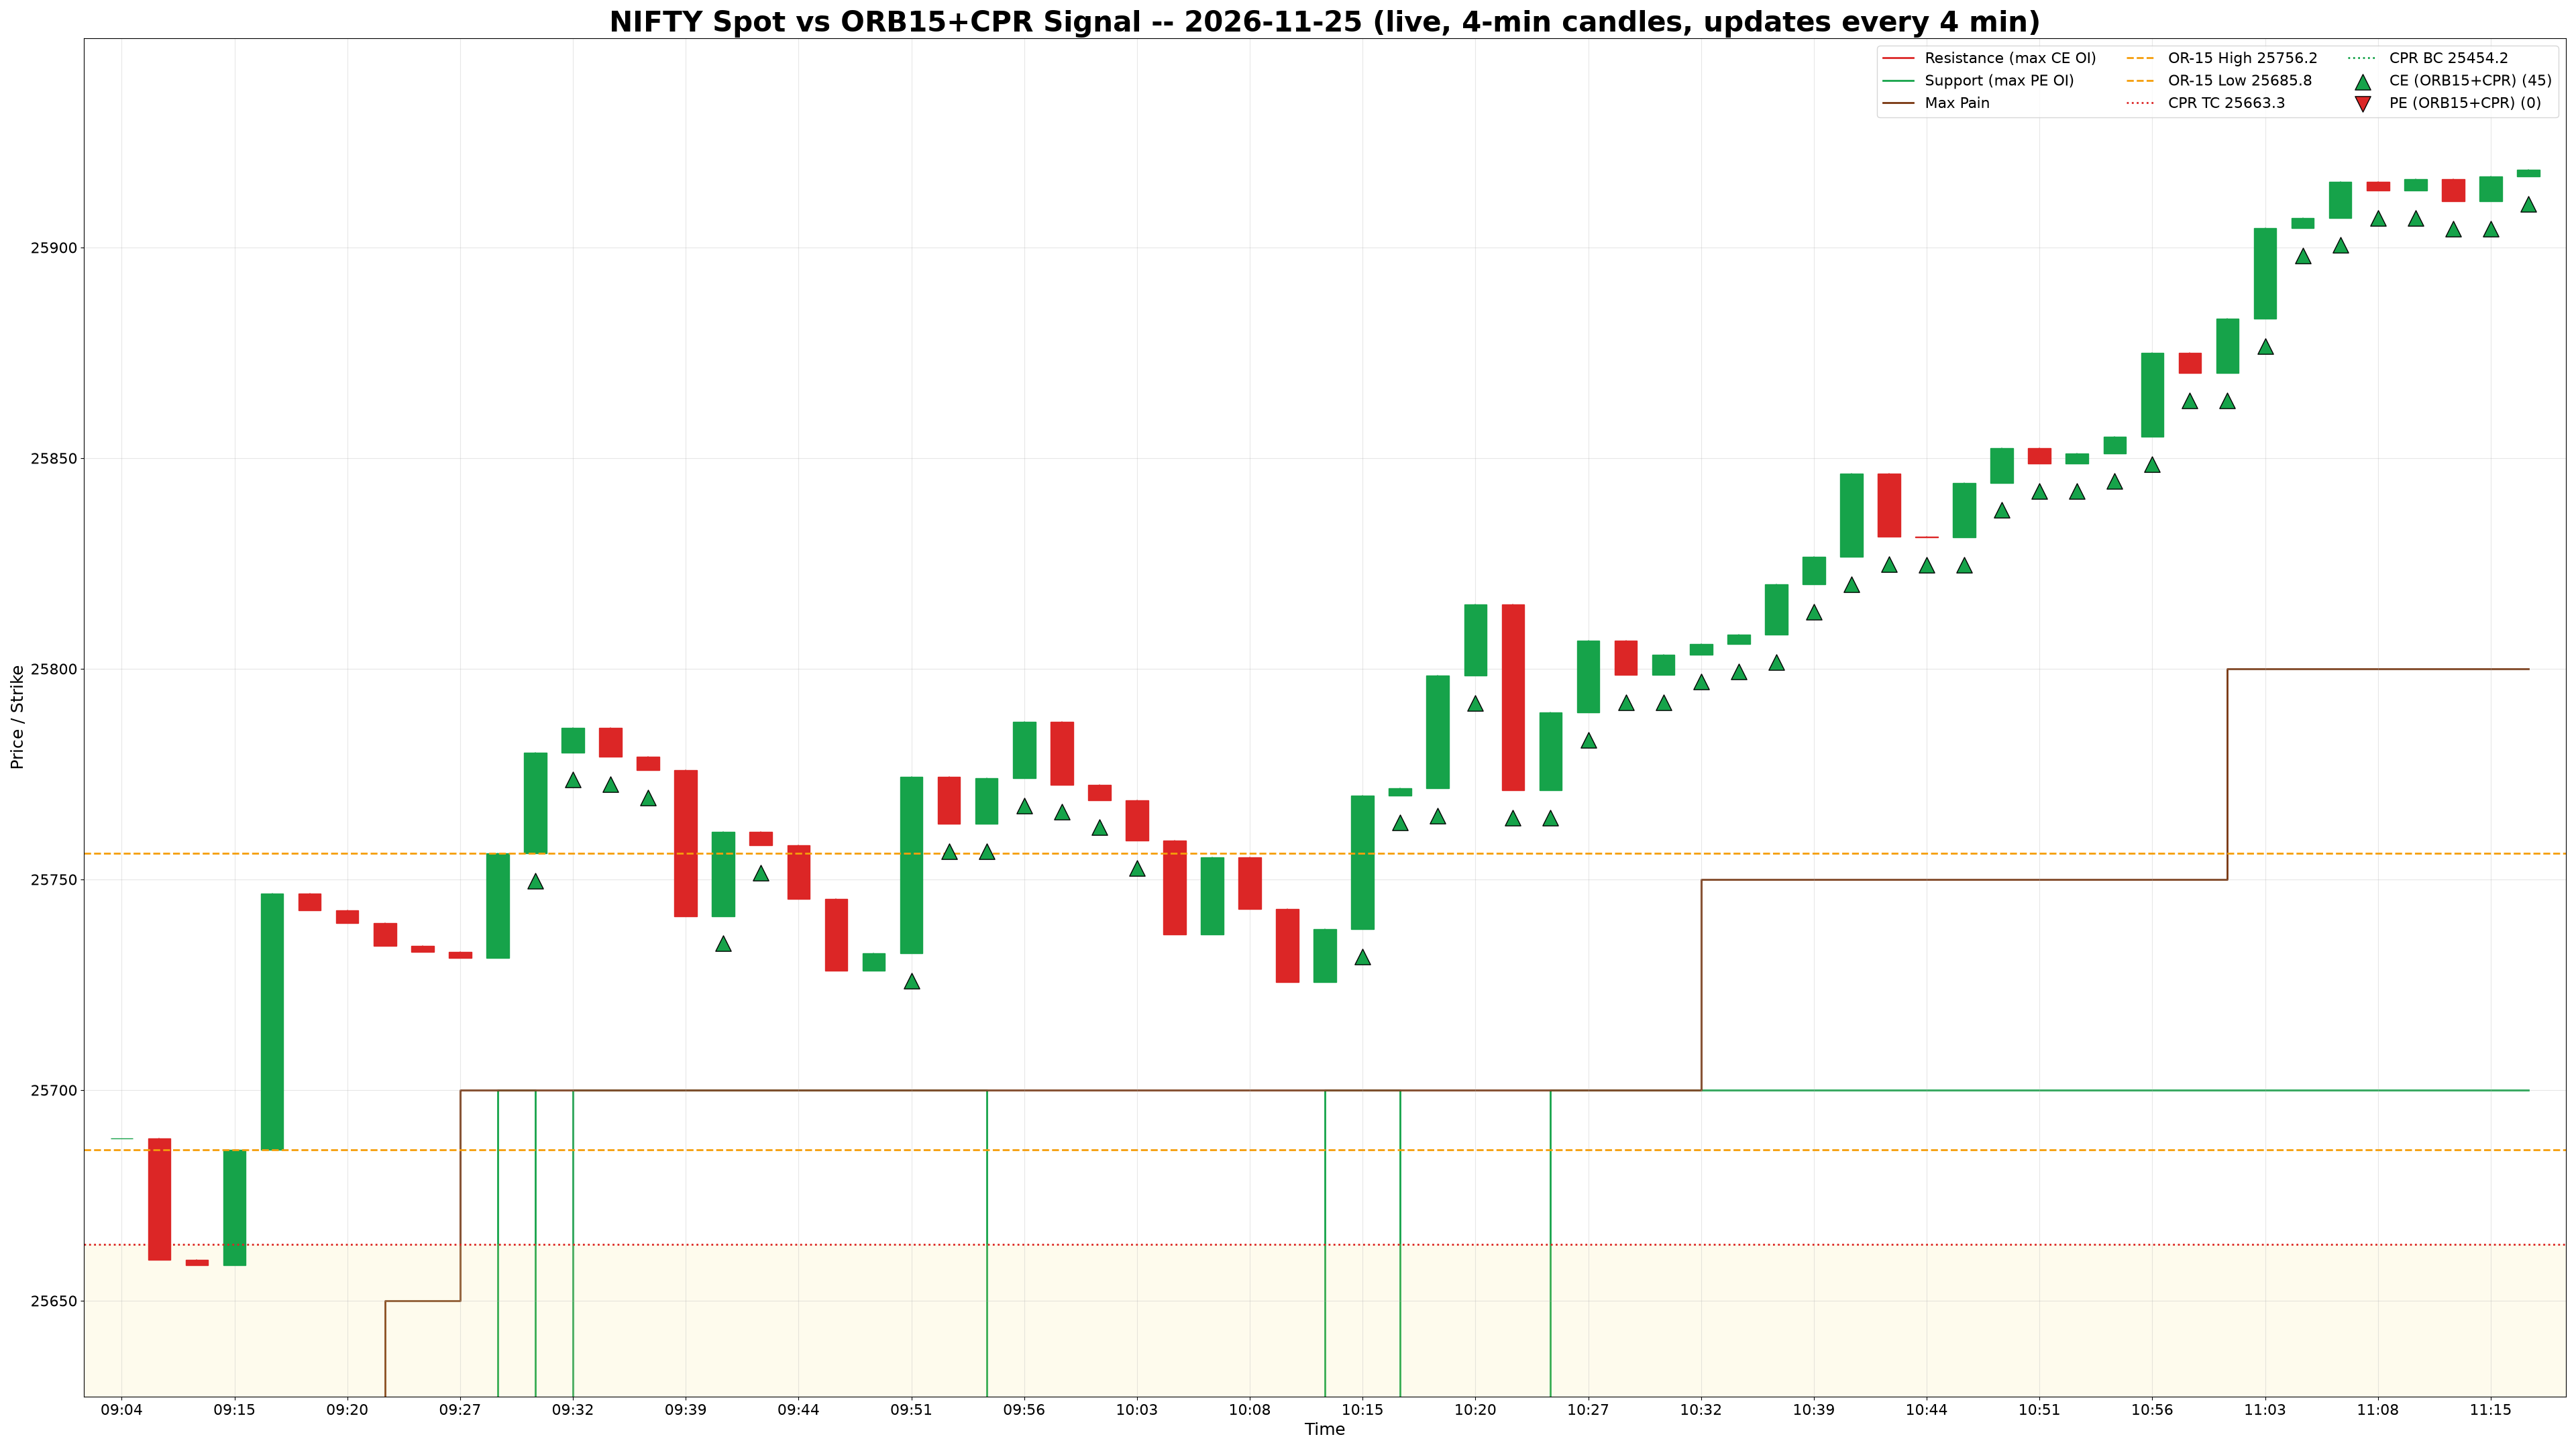 NIFTY Spot vs ORB15+CPR Signal -- 2026-11-25 (live, 4-min candles, updates every 4 min)
Resistance (max CE OI)
Support (max PE OI)
Max Pain
OR-15 High 25756.2
OR-15 Low 25685.8
CPR TC 25663.3
CPR BC 25454.2
CE (ORB15+CPR) (45)
PE (ORB15+CPR) (0)
Price / Strike
25900
25850
25800
25750
25700
25650
09:04 09:15 09:20 09:27 09:32 09:39 09:44 09:51 09:56 10:03 10:08 10:15 10:20 10:27 10:32 10:39 10:44 10:51 10:56 11:03 11:08 11:15
Time